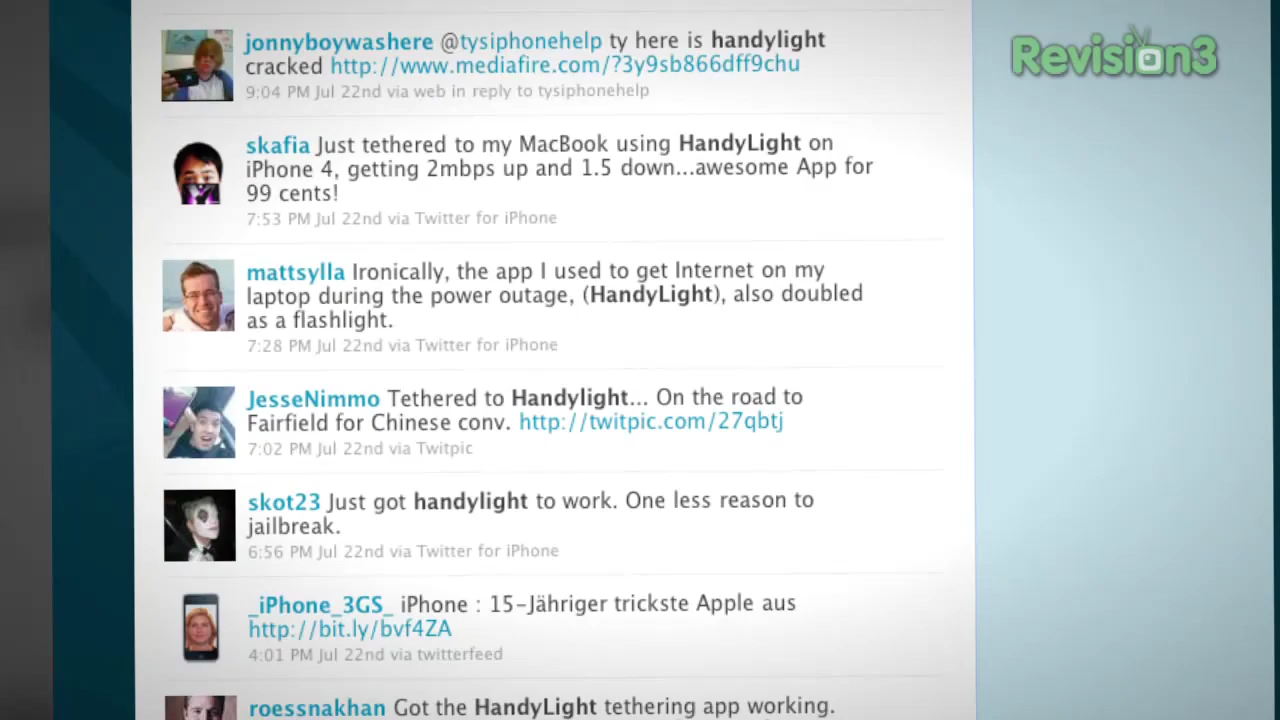 Revision3
jonnyboywashere @tysiphonehelp ty here is handylight
cracked http://www.mediafire.com/?3y9sb866dff9chu
9:04 PM Jul 22nd via web in reply to tysiphonehelp
skafia Just tethered to my MacBook using HandyLight on
iPhone 4, getting 2mbps up and 1.5 down...awesome App for
99 cents!
7:53 PM Jul 22nd via Twitter for iPhone
mattsylla Ironically, the app I used to get Internet on my
laptop during the power outage, (HandyLight), also doubled
as a flashlight.
7:28 PM Jul 22nd via Twitter for iPhone
JesseNimmo Tethered to Handylight... On the road to
Fairfield for Chinese conv. http://twitpic.com/27qbtj
7:02 PM Jul 22nd via Twitpic
skot23 Just got handylight to work. One less reason to
jailbreak.
6:56 PM Jul 22nd via Twitter for iPhone
_iPhone_3GS_ iPhone : 15-Jähriger trickste Apple aus
http://bit.ly/bvf4ZA
4:01 PM Jul 22nd via twitterfeed
roessnakhan Got the HandyLight tethering app working.